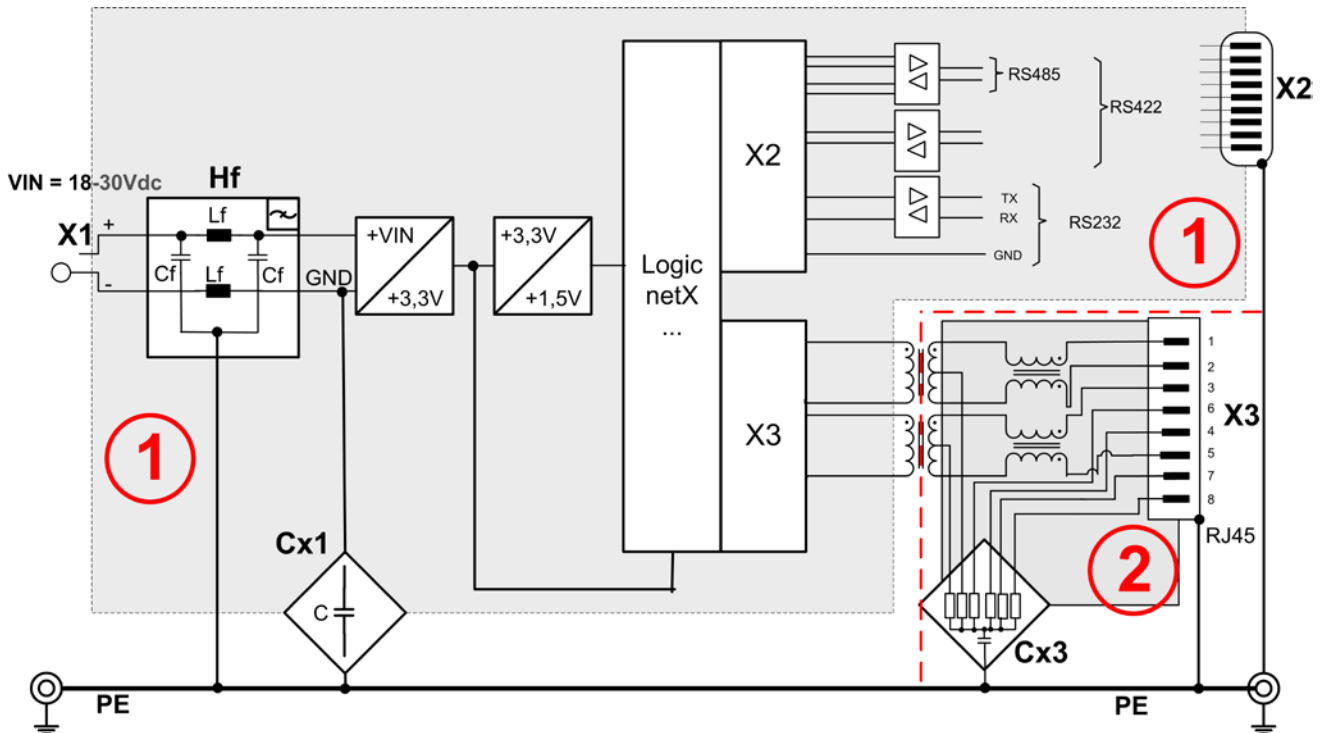 RS485
RS422
X2
X2
VIN = 18-30Vdc
Hf
Lf
TX
RX
RS232
GND
1
X1
+
-
Cf
Cf
Lf
GND
+VIN
+3,3V
+3,3V
+1,5V
Logic
netX
...
1
2
3
6
4
5
7
8
X3
X3
RJ45
1
2
Cx1
C
Cx3
PE
PE